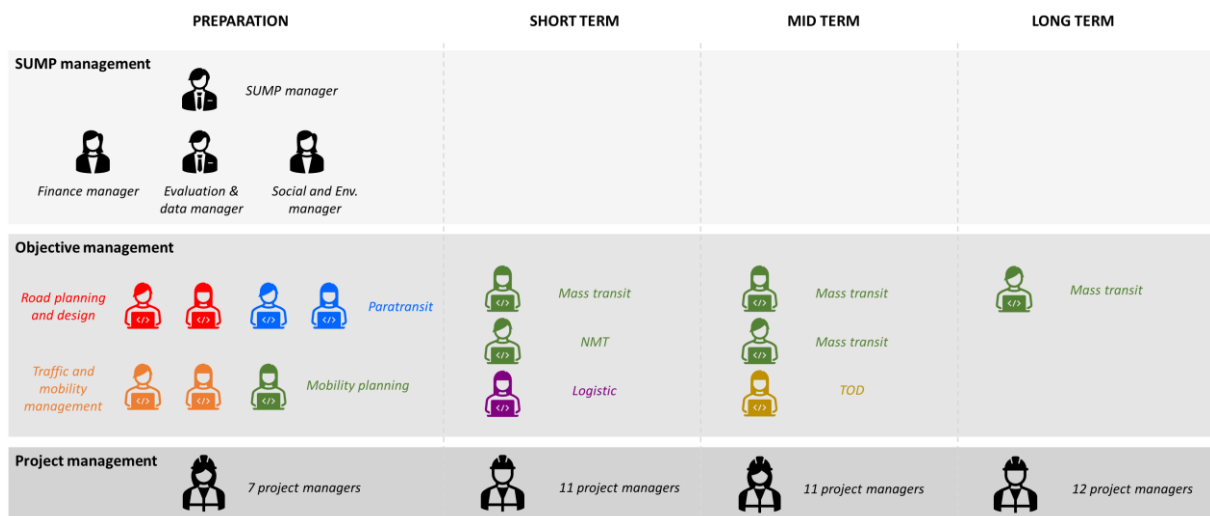 PREPARATION
SHORT TERM
MID TERM
LONG TERM
SUMP management
SUMP manager
Finance manager
Evaluation &
data manager
Social and Env.
manager
Objective management
Road planning
and design
</>
</>
</>
</>
Paratransit
Traffic and
mobility
management
</>
</>
</>
Mobility planning
</>
Mass transit
</>
NMT
</>
Logistic
</>
Mass transit
</>
Mass transit
</>
TOD
</>
Mass transit
Project management
7 project managers
11 project managers
11 project managers
12 project managers